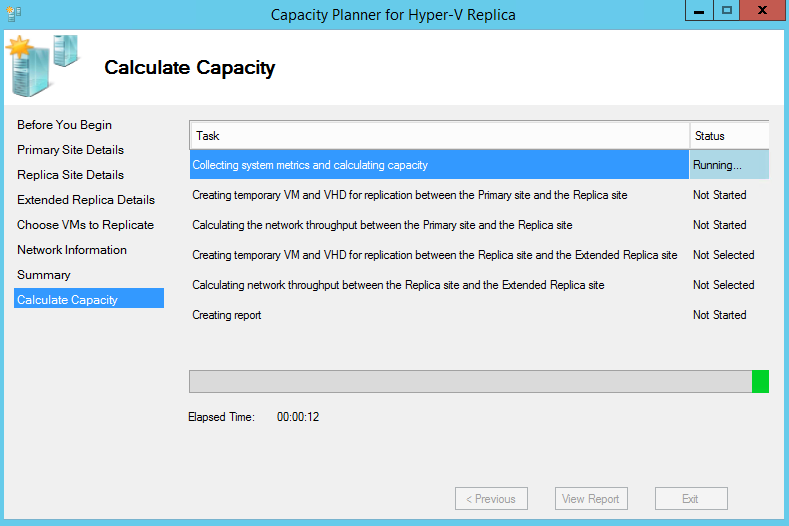 Capacity Planner for Hyper-V Replica
Calculate Capacity
Before You Begin
Primary Site Details
Replica Site Details
Extended Replica Details
Choose VMs to Replicate
Network Information
Summary
Calculate Capacity
Task Status
Collecting system metrics and calculating capacity Running...
Creating temporary VM and VHD for replication between the Primary site and the Replica site Not Started
Calculating the network throughput between the Primary site and the Replica site Not Started
Creating temporary VM and VHD for replication between the Replica site and the Extended Replica site Not Selected
Calculating network throughput between the Replica site and the Extended Replica site Not Selected
Creating report Not Started
Elapsed Time: 00:00:12
< Previous View Report Exit